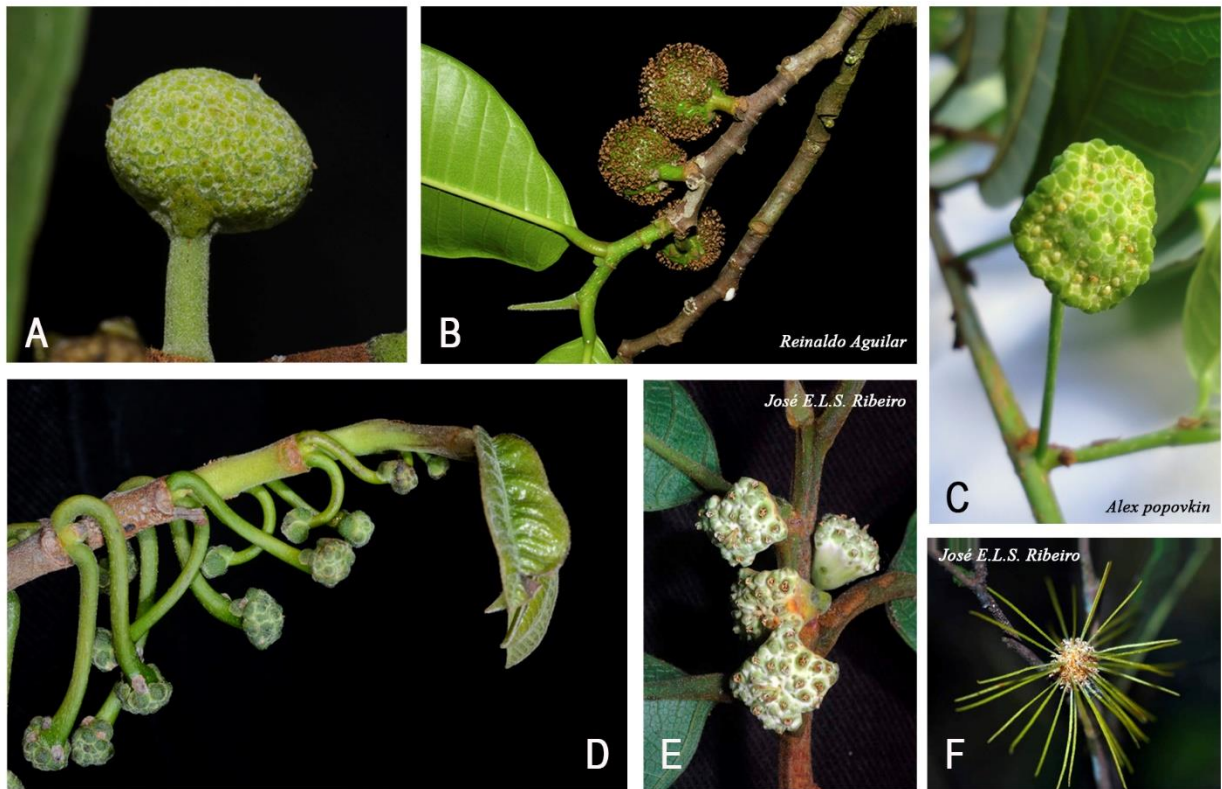 A
B
Reinaldo Aguilar
C
Alex popovkin
D
José E.L.S. Ribeiro
E
José E.L.S. Ribeiro
F